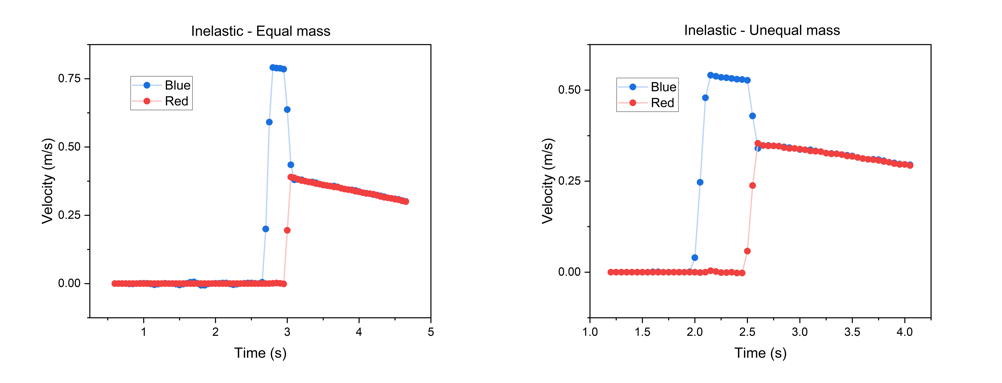 Inelastic - Equal mass
Blue
Red
0.75
0.50
0.25
0.00
Velocity (m/s)
1
2
3
4
5
Time (s)
Inelastic - Unequal mass
Blue
Red
0.50
0.25
0.00
Velocity (m/s)
1.0
1.5
2.0
2.5
3.0
3.5
4.0
Time (s)